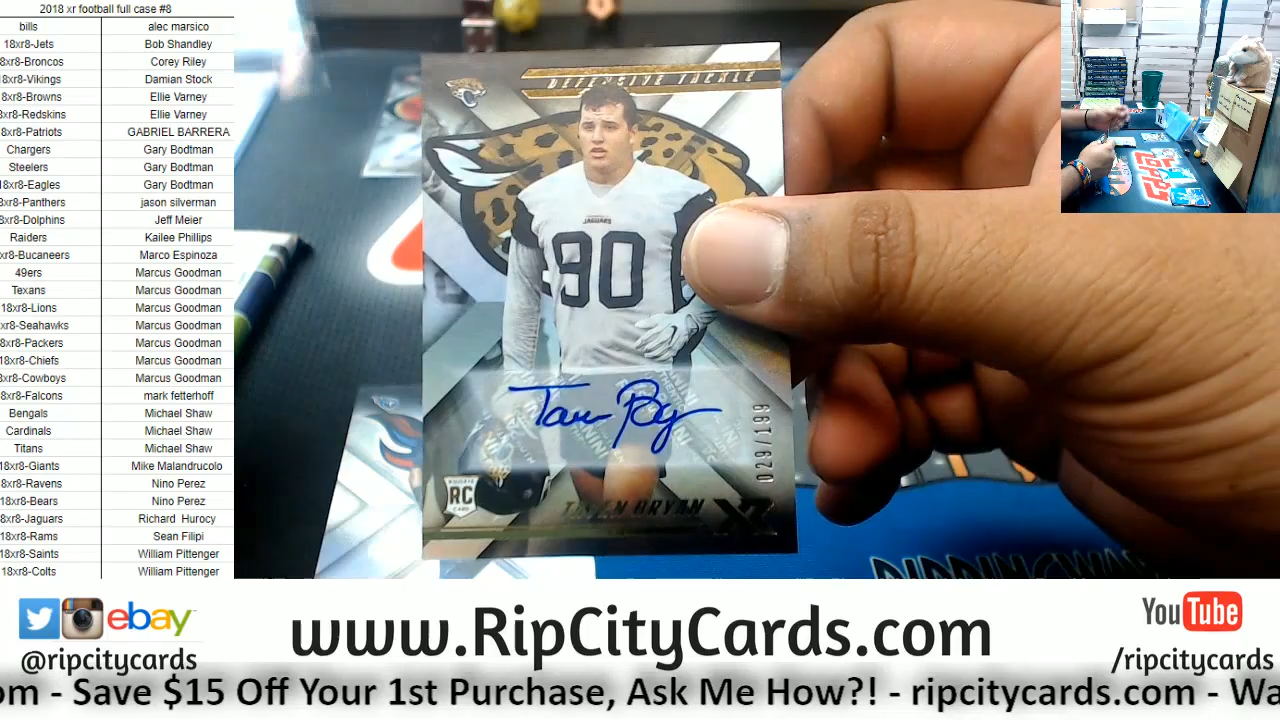 2018 xr football full case #8
bills alec marsico
18xr8-Jets Bob Shandley
8xr8-Broncos Corey Riley
18xr8-Vikings Damian Stock
8xr8-Browns Ellie Varney
8xr8-Redskins Ellie Varney
8xr8-Patriots GABRIEL BARRERA
Chargers Gary Bodtman
Steelers Gary Bodtman
18xr8-Eagles Gary Bodtman
8xr8-Panthers jason silverman
8xr8-Dolphins Jeff Meier
Raiders Kailee Phillips
xr8-Bucaneers Marco Espinoza
49ers Marcus Goodman
Texans Marcus Goodman
18xr8-Lions Marcus Goodman
xr8-Seahawks Marcus Goodman
8xr8-Packers Marcus Goodman
18xr8-Chiefs Marcus Goodman
8xr8-Cowboys Marcus Goodman
8xr8-Falcons mark fetterhoff
Bengals Michael Shaw
Cardinals Michael Shaw
Titans Michael Shaw
18xr8-Giants Mike Malandrucolo
8xr8-Ravens Nino Perez
18xr8-Bears Nino Perez
8xr8-Jaguars Richard Hurocy
18xr8-Rams Sean Filipi
18xr8-Saints William Pittenger
18xr8-Colts William Pittenger
DEFENSIVE TACKLE
JAGUARS
90
029/199
ROOKIE
RC
CARD
TAVEN BRYAN
XR
ebay
@ripcitycards
www.RipCityCards.com
YouTube
/ripcitycards
om - Save $15 Off Your 1st Purchase, Ask Me How?! - ripcitycards.com - Wa